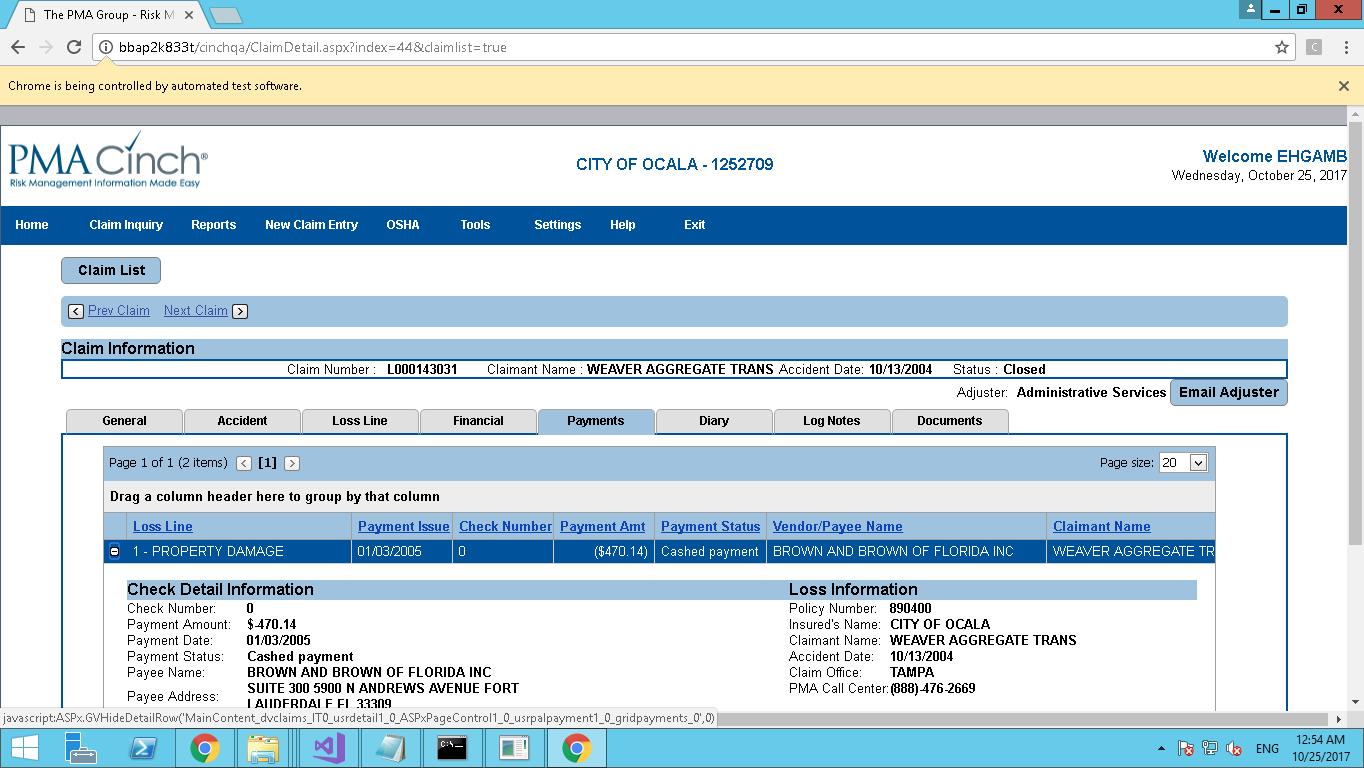 The PMA Group - Risk M
bbap2k833t/cinchqa/ClaimDetail.aspx?index=44&claimlist=true
Chrome is being controlled by automated test software.
PMA Cinch®
Risk Management Information Made Easy
CITY OF OCALA - 1252709
Welcome EHGAMB
Wednesday, October 25, 2017
Home Claim Inquiry Reports New Claim Entry OSHA Tools Settings Help Exit
Claim List
Prev Claim Next Claim
Claim Information
Claim Number : L000143031 Claimant Name : WEAVER AGGREGATE TRANS Accident Date: 10/13/2004 Status : Closed
Adjuster: Administrative Services Email Adjuster
General Accident Loss Line Financial Payments Diary Log Notes Documents
Page 1 of 1 (2 items) < [1] > Page size: 20
Drag a column header here to group by that column
Loss Line Payment Issue Check Number Payment Amt Payment Status Vendor/Payee Name Claimant Name
1 - PROPERTY DAMAGE 01/03/2005 0 ($470.14) Cashed payment BROWN AND BROWN OF FLORIDA INC WEAVER AGGREGATE TR
Check Detail Information Loss Information
Check Number: 0 Policy Number: 890400
Payment Amount: $-470.14 Insured's Name: CITY OF OCALA
Payment Date: 01/03/2005 Claimant Name: WEAVER AGGREGATE TRANS
Payment Status: Cashed payment Accident Date: 10/13/2004
Payee Name: BROWN AND BROWN OF FLORIDA INC Claim Office: TAMPA
Payee Address: SUITE 300 5900 N ANDREWS AVENUE FORT PMA Call Center:(888)-476-2669
LAUDERDALE FL 33309
javascript:ASPx.GVHideDetailRow('MainContent_dvclaims_IT0_usrdetail1_0_ASPxPageControl1_0_usrpalpayment1_0_gridpayments_0',0)
C:\_
ENG 12:54 AM
10/25/2017